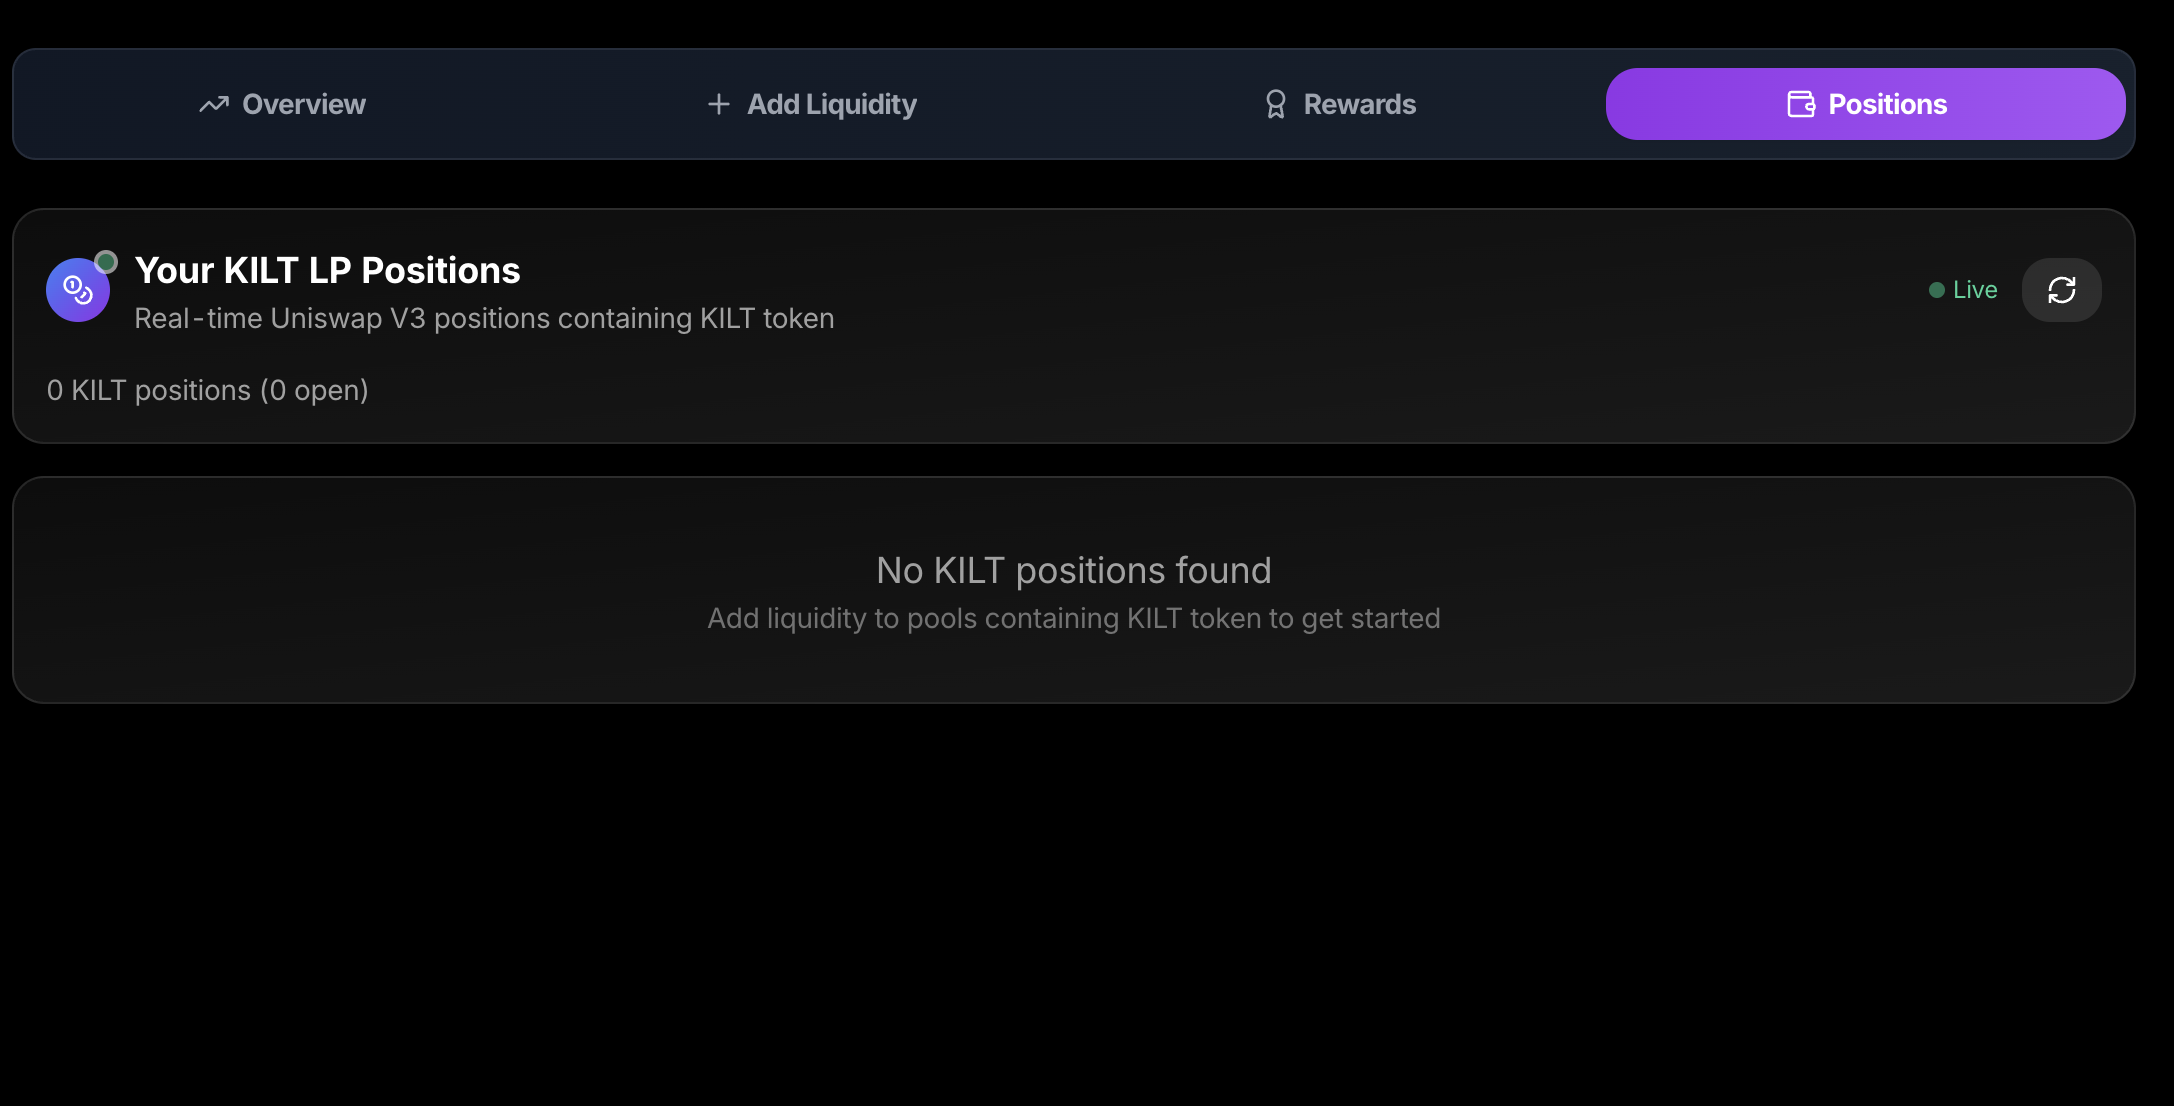 Overview
Add Liquidity
Rewards
Positions
Your KILT LP Positions
Real-time Uniswap V3 positions containing KILT token
Live
0 KILT positions (0 open)
No KILT positions found
Add liquidity to pools containing KILT token to get started